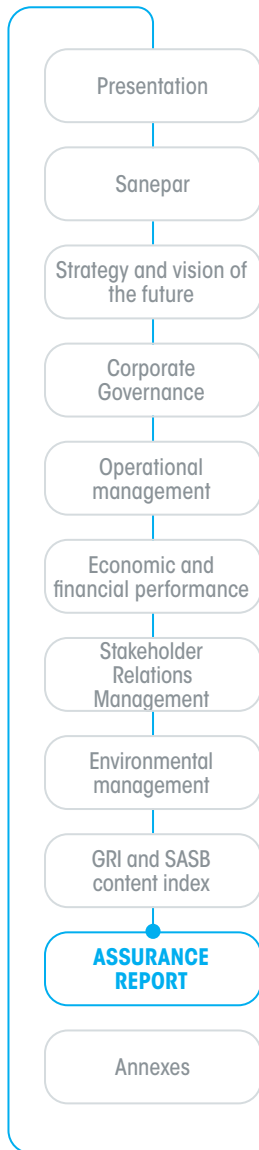 Presentation
Sanepar
Strategy and vision of
the future
Corporate
Governance
Operational
management
Economic and
financial performance
Stakeholder
Relations
Management
Environmental
management
GRI and SASB
content index
ASSURANCE
REPORT
Annexes